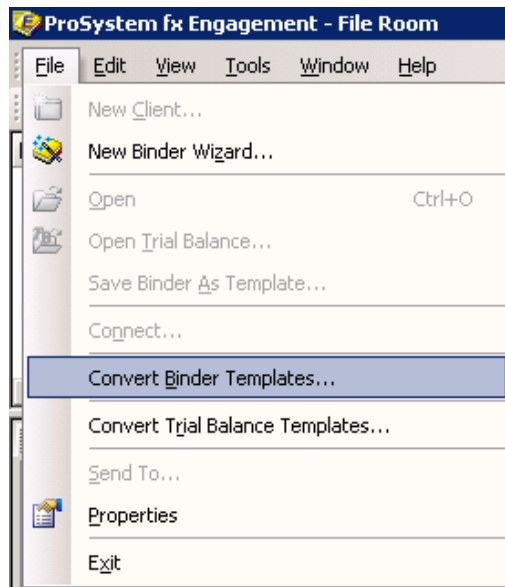 ProSystem fx Engagement - File Room
File Edit View Tools Window Help
New Client...
New Binder Wizard...
Open Ctrl+O
Open Trial Balance...
Save Binder As Template...
Connect...
Convert Binder Templates...
Convert Trial Balance Templates...
Send To...
Properties
Exit